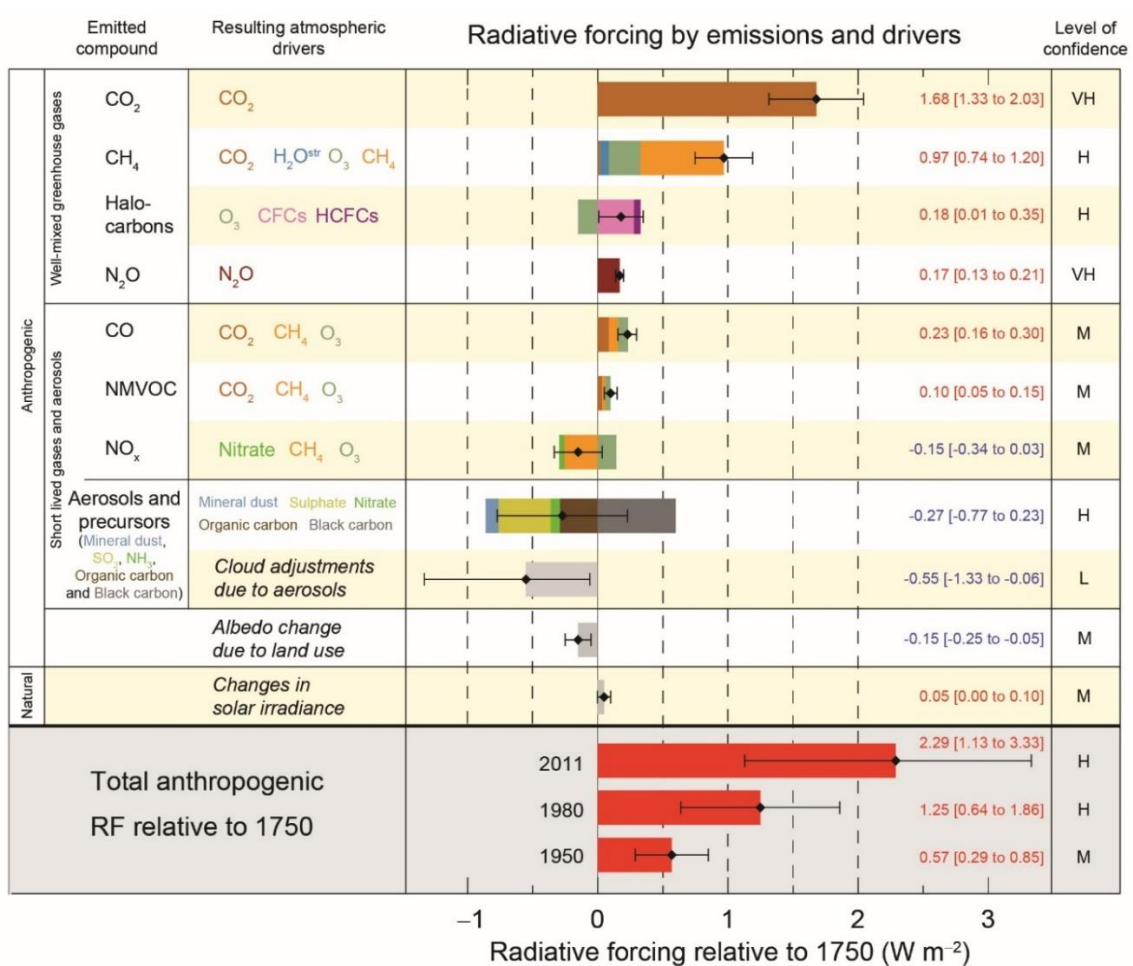 Emitted compound
Resulting atmospheric drivers
Radiative forcing by emissions and drivers
Level of confidence
Anthropogenic
Well-mixed greenhouse gases
CO₂
CO₂
1.68 [1.33 to 2.03]
VH
CH₄
CO₂ H₂Oˢᵗʳ O₃ CH₄
0.97 [0.74 to 1.20]
H
Halo-
carbons
O₃ CFCs HCFCs
0.18 [0.01 to 0.35]
H
N₂O
N₂O
0.17 [0.13 to 0.21]
VH
Short lived gases and aerosols
CO
CO₂ CH₄ O₃
0.23 [0.16 to 0.30]
M
NMVOC
CO₂ CH₄ O₃
0.10 [0.05 to 0.15]
M
NOₓ
Nitrate CH₄ O₃
-0.15 [-0.34 to 0.03]
M
Aerosols and
precursors
(Mineral dust,
SO₂, NH₃,
Organic carbon
and Black carbon)
Mineral dust Sulphate Nitrate
Organic carbon Black carbon
-0.27 [-0.77 to 0.23]
H
Cloud adjustments
due to aerosols
-0.55 [-1.33 to -0.06]
L
Albedo change
due to land use
-0.15 [-0.25 to -0.05]
M
Natural
Changes in
solar irradiance
0.05 [0.00 to 0.10]
M
Total anthropogenic
RF relative to 1750
2011
2.29 [1.13 to 3.33]
H
1980
1.25 [0.64 to 1.86]
H
1950
0.57 [0.29 to 0.85]
M
−1 0 1 2 3
Radiative forcing relative to 1750 (W m⁻²)